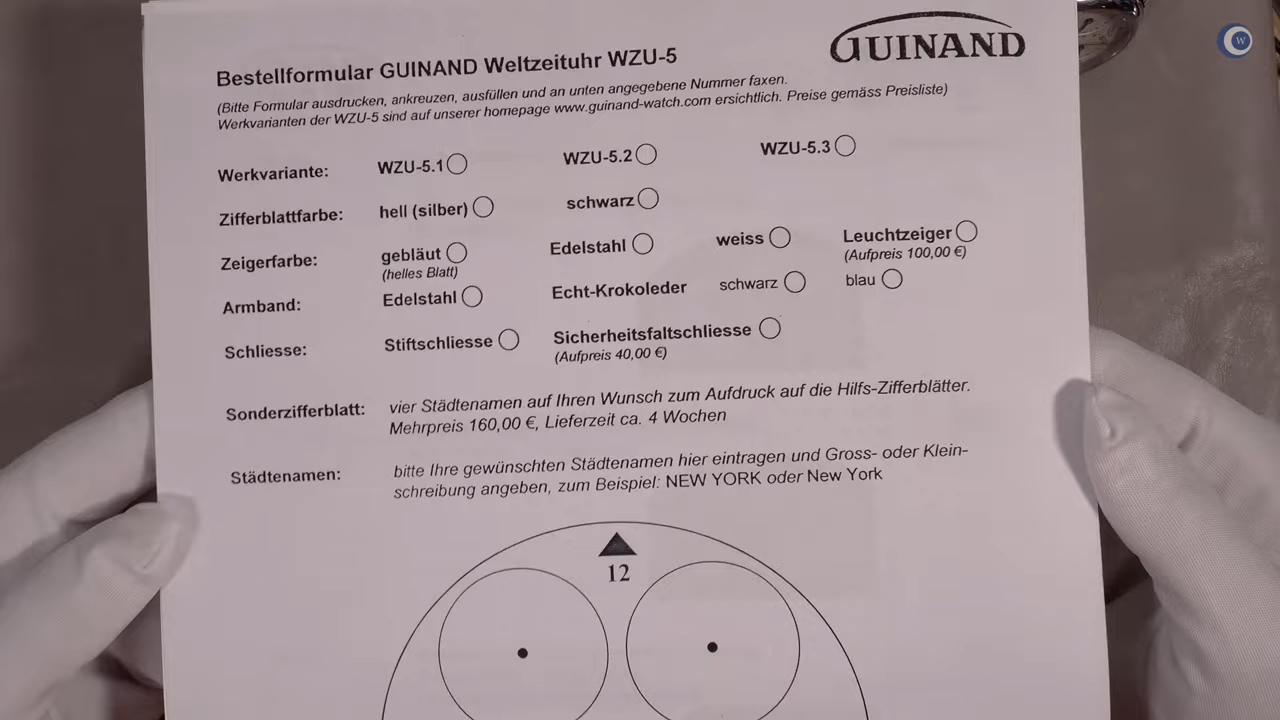 GUINAND
Bestellformular GUINAND Weltzeituhr WZU-5
(Bitte Formular ausdrucken, ankreuzen, ausfüllen und an unten angegebene Nummer faxen.
Werkvarianten der WZU-5 sind auf unserer homepage www.guinand-watch.com ersichtlich. Preise gemäss Preisliste)
Werkvariante: WZU-5.1 WZU-5.2 WZU-5.3
Zifferblattfarbe: hell (silber) schwarz
Zeigerfarbe: gebläut Edelstahl weiss Leuchtzeiger
(helles Blatt) (Aufpreis 100,00 €)
Armband: Edelstahl Echt-Krokoleder schwarz blau
Schliesse: Stiftschliesse Sicherheitsfaltschliesse
(Aufpreis 40,00 €)
Sonderzifferblatt: vier Städtenamen auf Ihren Wunsch zum Aufdruck auf die Hilfs-Zifferblätter.
Mehrpreis 160,00 €, Lieferzeit ca. 4 Wochen
Städtenamen: bitte Ihre gewünschten Städtenamen hier eintragen und Gross- oder Klein-
schreibung angeben, zum Beispiel: NEW YORK oder New York
12
W